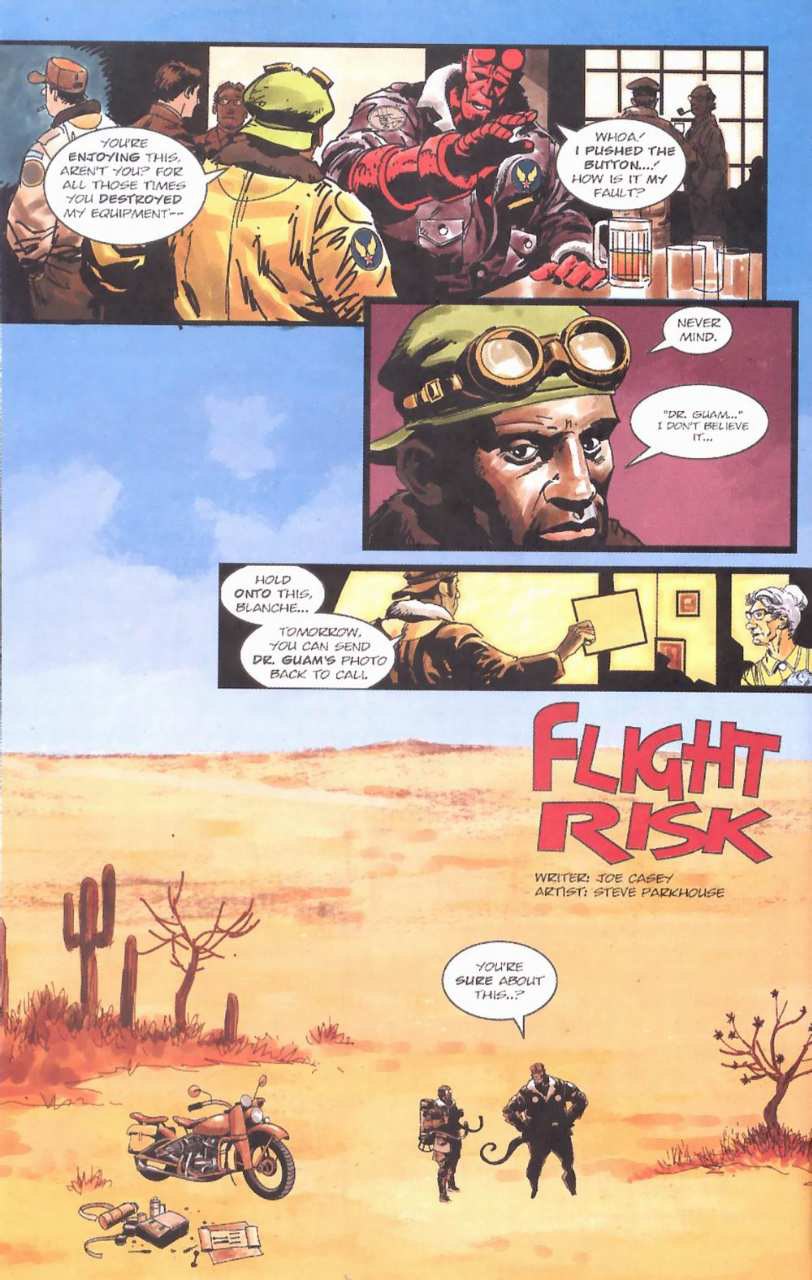 YOU'RE
ENJOYING THIS,
AREN'T YOU? FOR
ALL THOSE TIMES
YOU DESTROYED
MY EQUIPMENT--
WHOA!
I PUSHED THE
BUTTON...!
HOW IS IT MY
FAULT?
NEVER
MIND.
"DR. GUAM..."
I DON'T BELIEVE
IT...
HOLD
ONTO THIS,
BLANCHE...
TOMORROW,
YOU CAN SEND
DR. GUAM'S PHOTO
BACK TO CALI.
FLIGHT
RISK
WRITER: JOE CASEY
ARTIST: STEVE PARKHOUSE
YOU'RE
SURE ABOUT
THIS..?